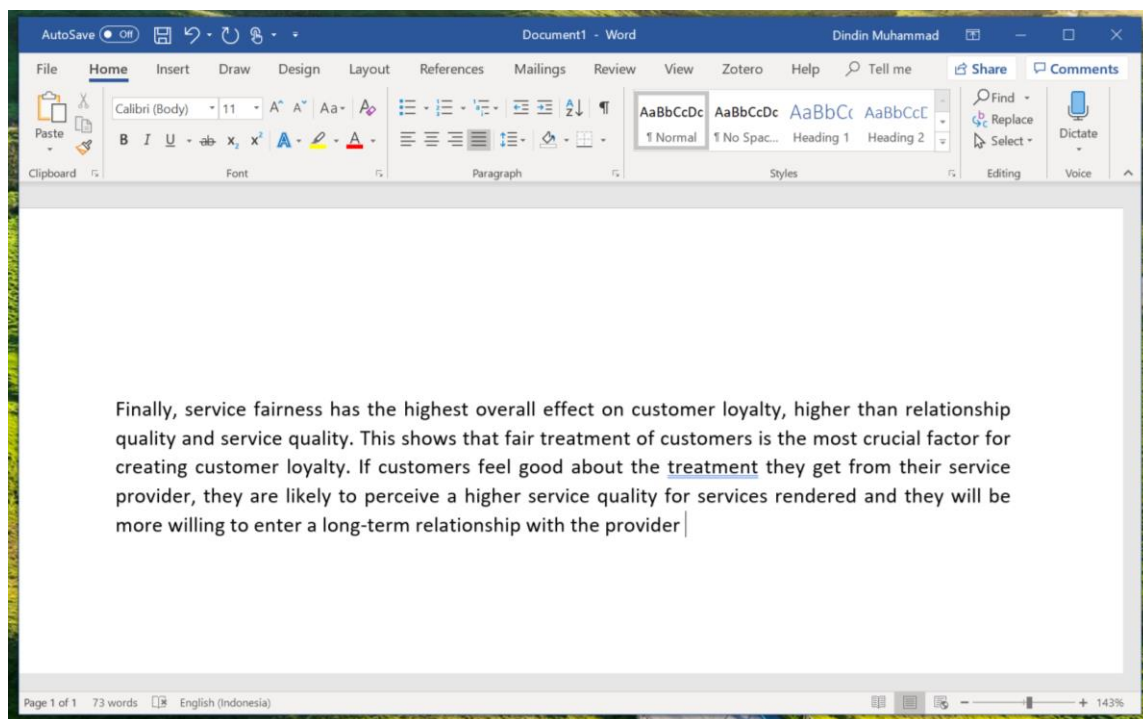 AutoSave Off Document1 - Word Dindin Muhammad
File Home Insert Draw Design Layout References Mailings Review View Zotero Help Tell me Share Comments
Paste Calibri (Body) 11 A^ Aˇ Aa AaBbCcDc AaBbCcDc AaBbCc AaBbCcE Find Replace Select Dictate
B I U ab x₂ x² A A ¶ Normal ¶ No Spac... Heading 1 Heading 2
Clipboard Font Paragraph Styles Editing Voice
Finally, service fairness has the highest overall effect on customer loyalty, higher than relationship
quality and service quality. This shows that fair treatment of customers is the most crucial factor for
creating customer loyalty. If customers feel good about the treatment they get from their service
provider, they are likely to perceive a higher service quality for services rendered and they will be
more willing to enter a long-term relationship with the provider
Page 1 of 1 73 words English (Indonesia) 143%